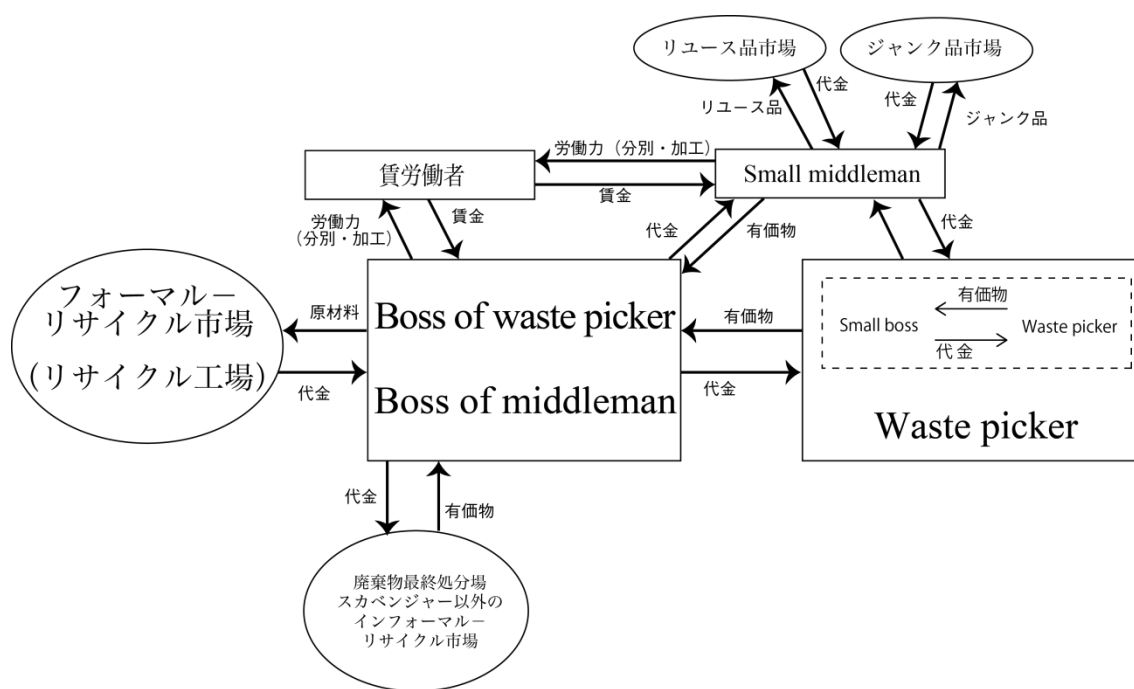 リユース品市場
ジャンク品市場
代金
代金
リユース品
ジャンク品
労働力（分別・加工）
賃労働者
Small middleman
賃金
労働力
（分別・加工）
賃金
代金
有価物
代金
フォーマル－
リサイクル市場
（リサイクル工場）
原材料
代金
Boss of waste picker
Boss of middleman
有価物
代金
有価物
Small boss
Waste picker
代金
Waste picker
代金
有価物
廃棄物最終処分場
スカベンジャー以外の
インフォーマル－
リサイクル市場